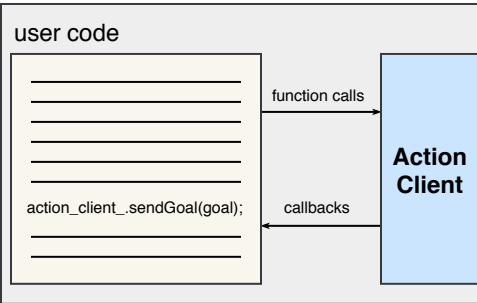 user code
function calls
Action
Client
action_client_.sendGoal(goal);
callbacks